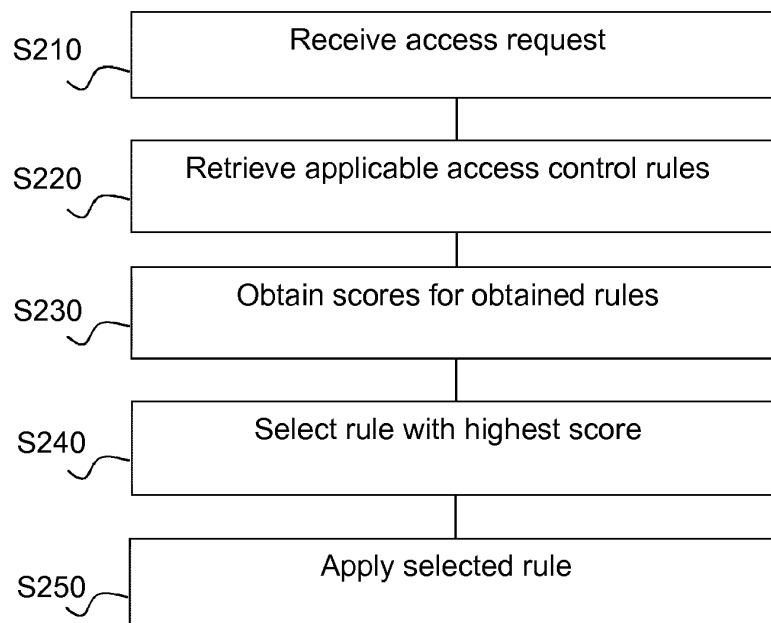 Receive access request
S210
Retrieve applicable access control rules
S220
Obtain scores for obtained rules
S230
Select rule with highest score
S240
Apply selected rule
S250